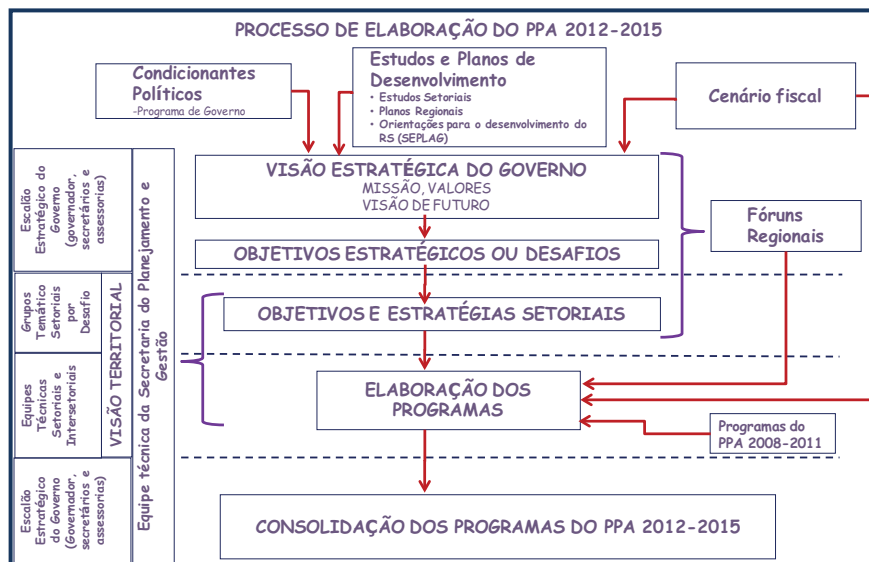 PROCESSO DE ELABORAÇÃO DO PPA 2012-2015
Condicionantes
Políticos
-Programa de Governo
Estudos e Planos de
Desenvolvimento
• Estudos Setoriais
• Planos Regionais
• Orientações para o desenvolvimento do
RS (SEPLAG)
Cenário fiscal
VISÃO ESTRATÉGICA DO GOVERNO
MISSÃO, VALORES
VISÃO DE FUTURO
OBJETIVOS ESTRATÉGICOS OU DESAFIOS
Fóruns
Regionais
OBJETIVOS E ESTRATÉGIAS SETORIAIS
ELABORAÇÃO DOS
PROGRAMAS
Programas do
PPA 2008-2011
CONSOLIDAÇÃO DOS PROGRAMAS DO PPA 2012-2015
Escalão
Estratégico do
Governo
(governador,
secretários e
assessorias)
Grupos
Temático
Setoriais
por
Desafio
Equipes
Técnicas
Setoriais e
Intersetoriais
Escalão
Estratégico
do Governo
(Governador,
secretários e
assessorias)
VISÃO TERRITORIAL
Equipe técnica da Secretaria do Planejamento e
Gestão